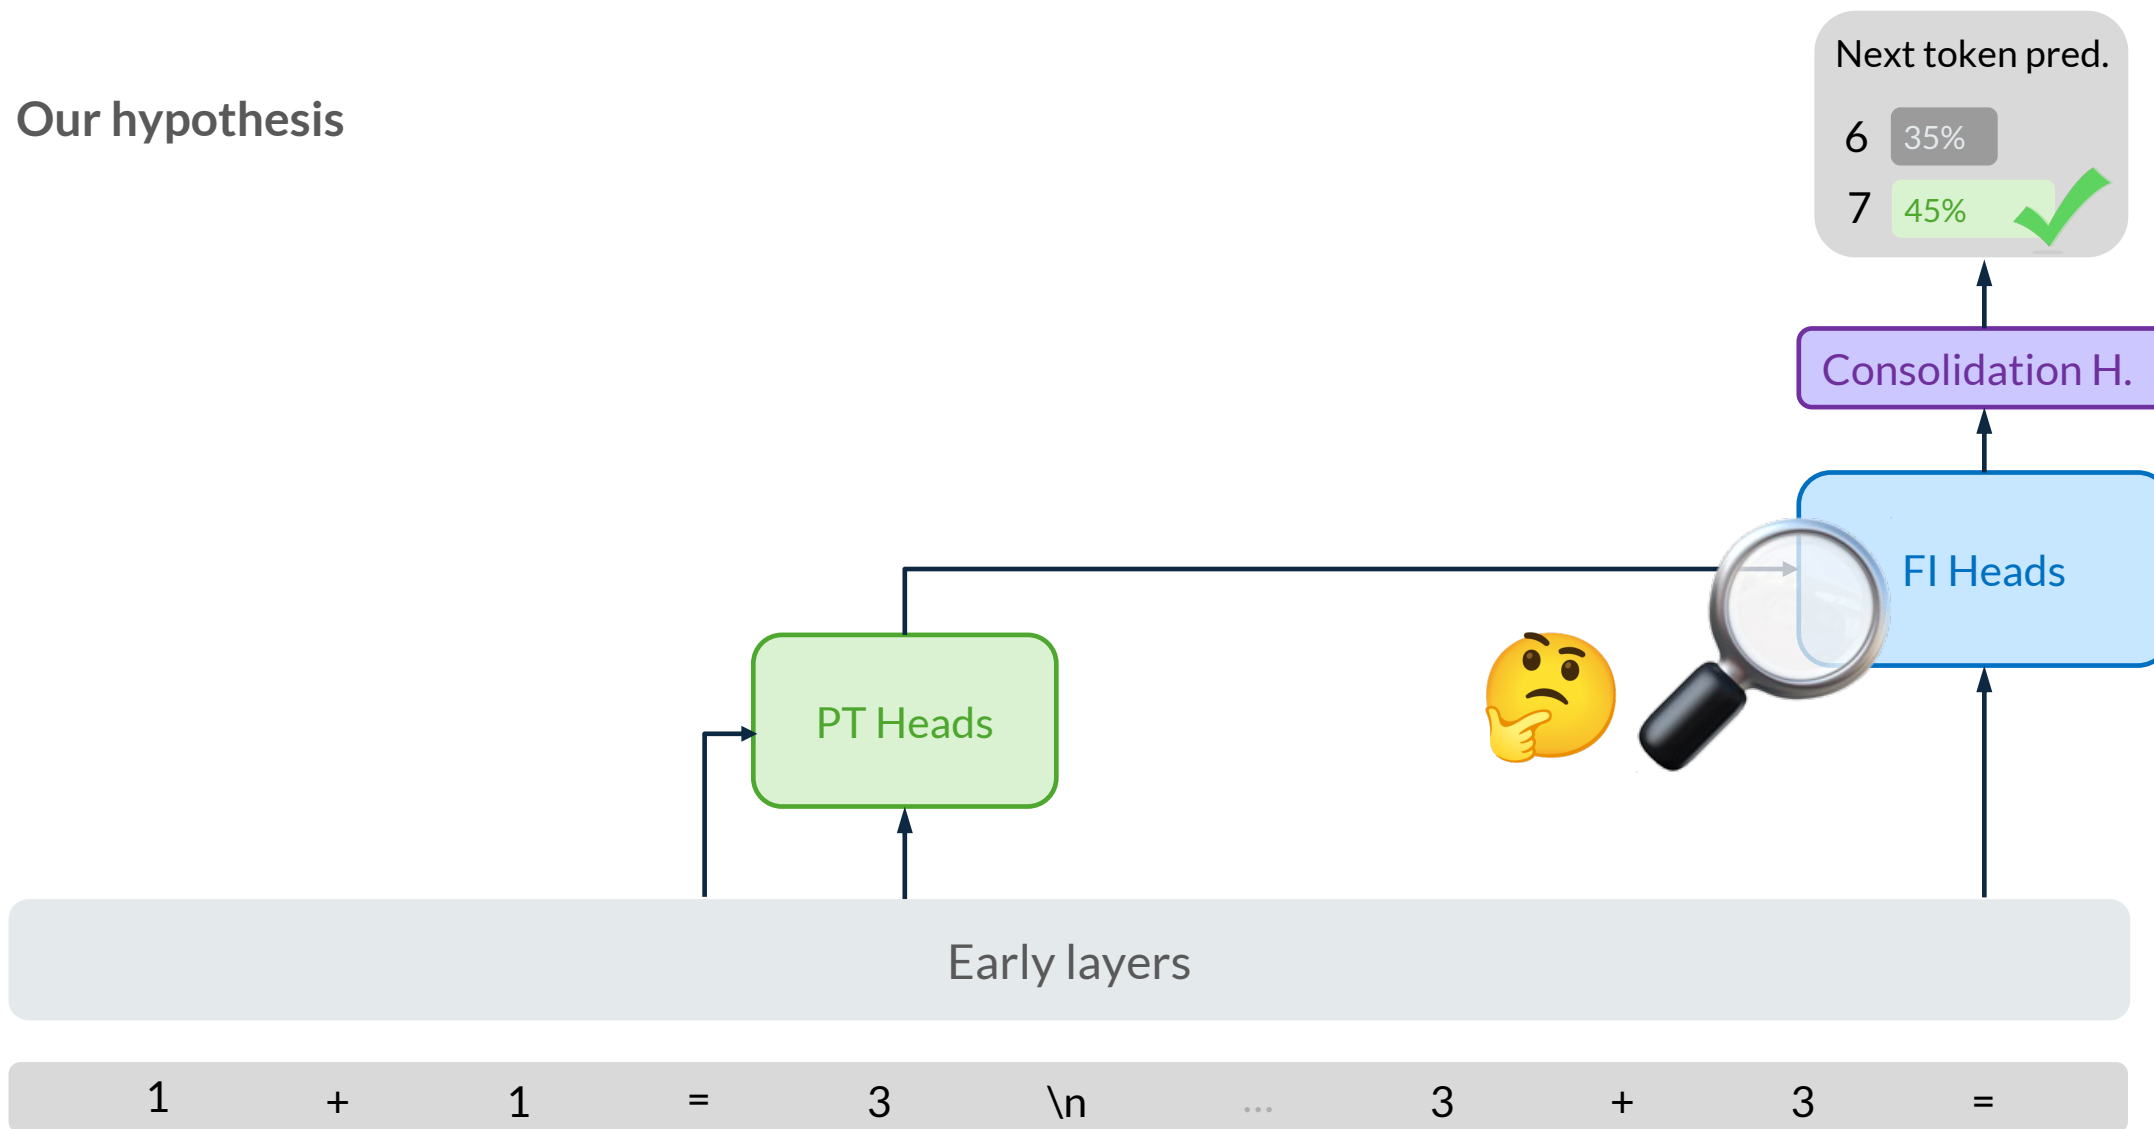 Our hypothesis
Next token pred.
6 35%
7 45%
Consolidation H.
FI Heads
PT Heads
Early layers
1 + 1 = 3 \n ... 3 + 3 =